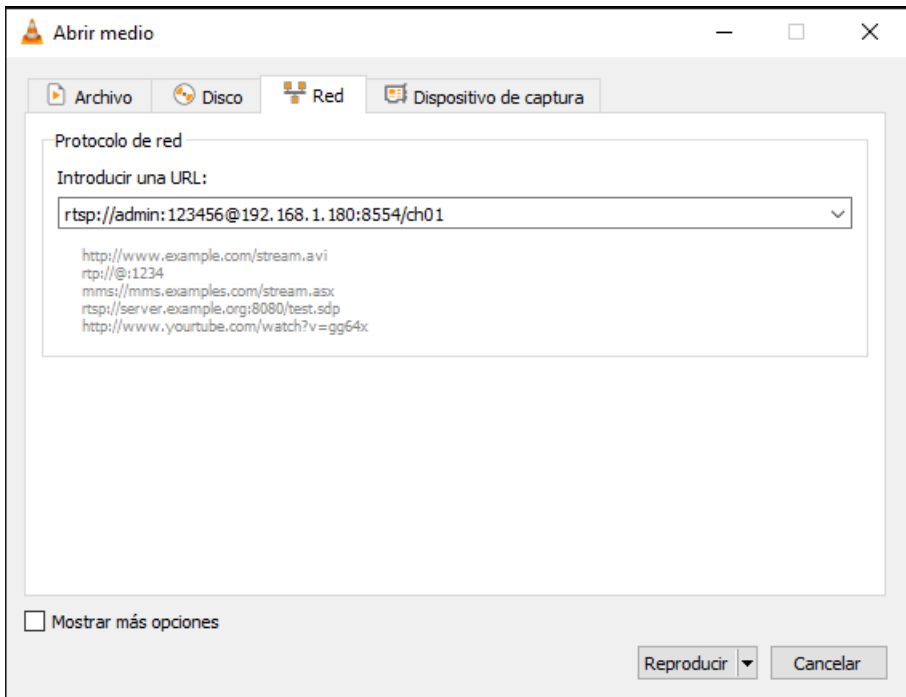 Abrir medio
Archivo Disco Red Dispositivo de captura
Protocolo de red
Introducir una URL:
rtsp://admin:123456@192.168.1.180:8554/ch01
http://www.example.com/stream.avi
rtp://@:1234
mms://mms.examples.com/stream.asx
rtsp://server.example.org:8080/test.sdp
http://www.yourtube.com/watch?v=gg64x
Mostrar más opciones
Reproducir Cancelar